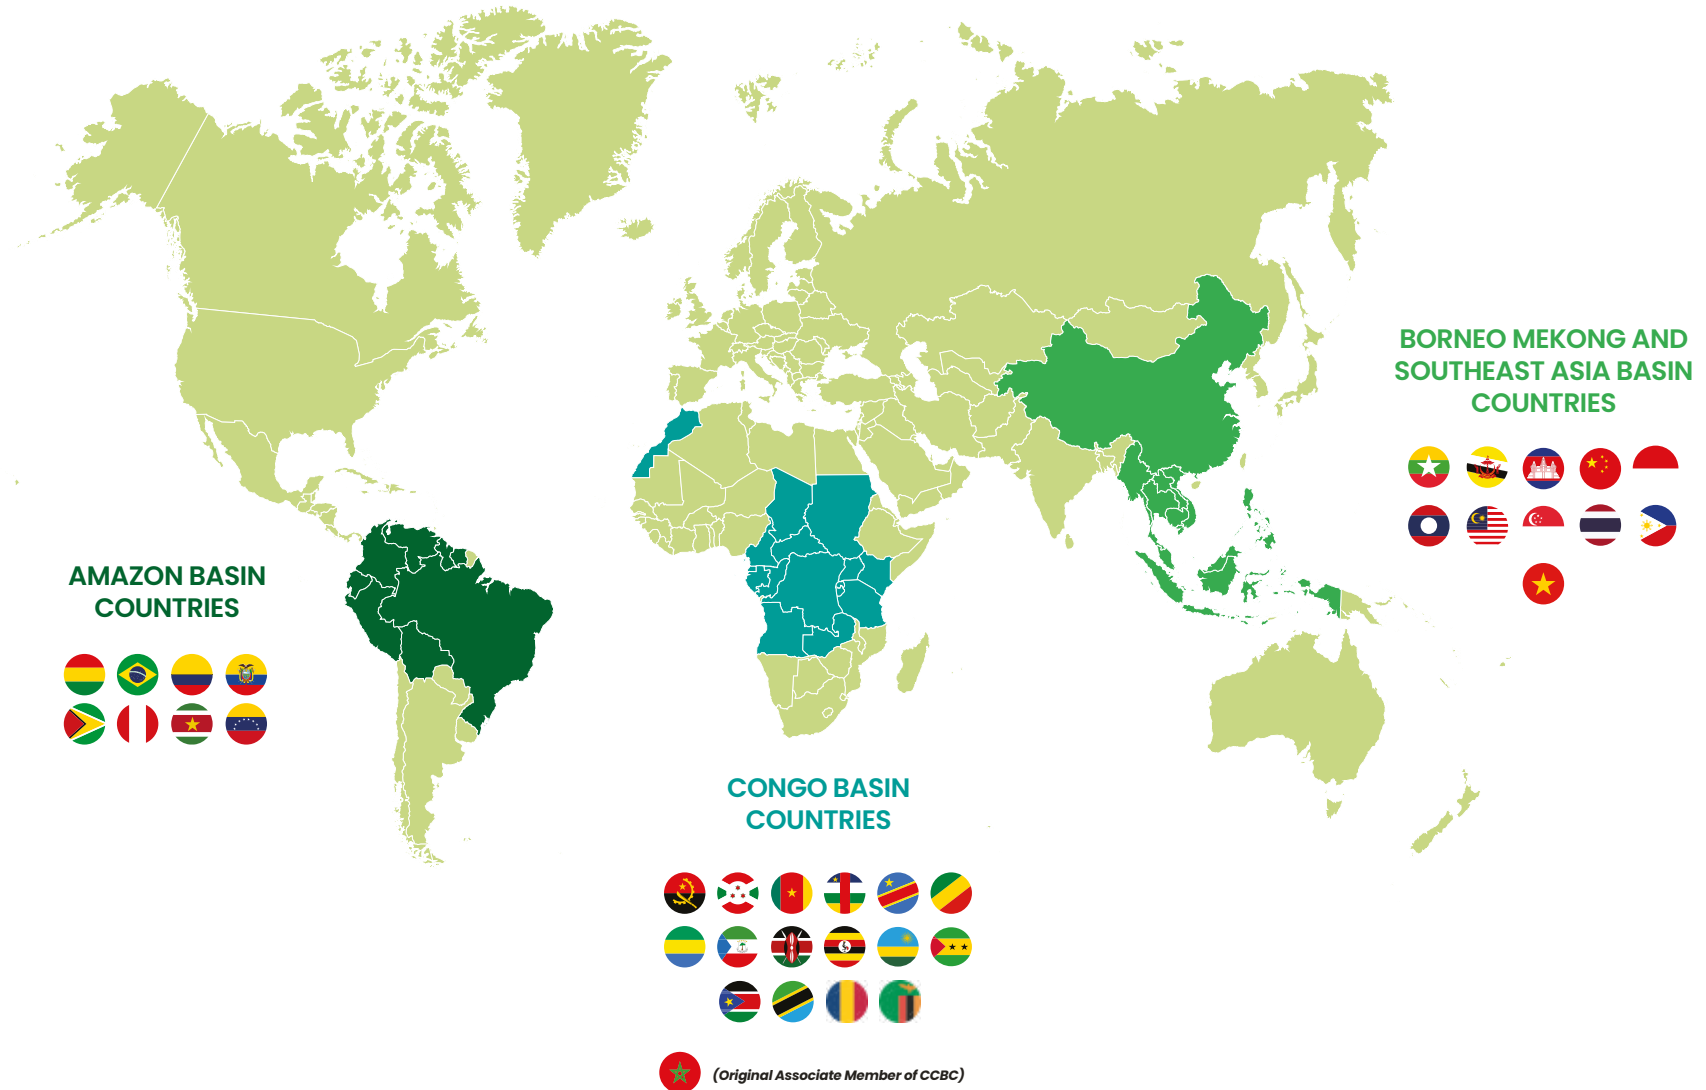 BORNEO MEKONG AND
SOUTHEAST ASIA BASIN
COUNTRIES
AMAZON BASIN
COUNTRIES
CONGO BASIN
COUNTRIES
(Original Associate Member of CCBC)